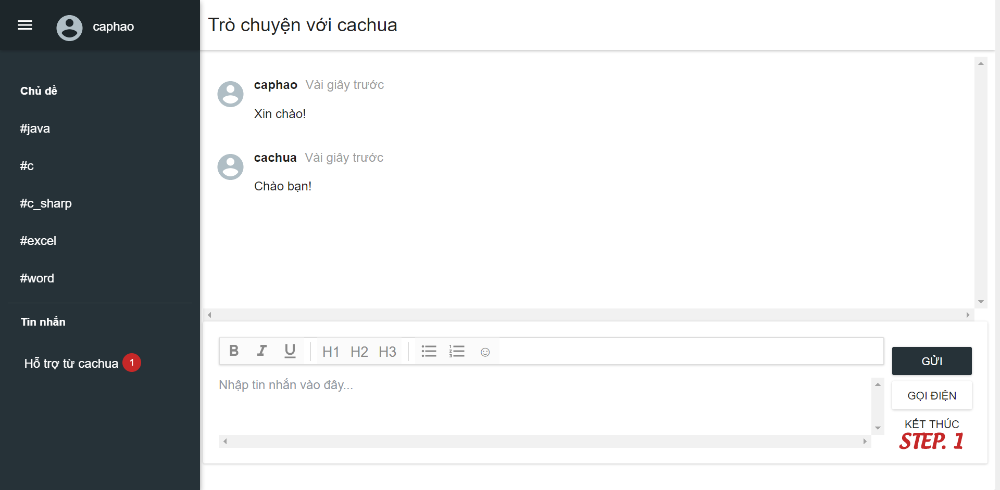 caphao
Trò chuyện với cachua
Chủ đề
#java
#c
#c_sharp
#excel
#word
Tin nhắn
Hỗ trợ từ cachua 1
caphao Vài giây trước
Xin chào!
cachua Vài giây trước
Chào bạn!
B I U H1 H2 H3
Nhập tin nhắn vào đây...
GỬI
GỌI ĐIỆN
KẾT THÚC
STEP. 1